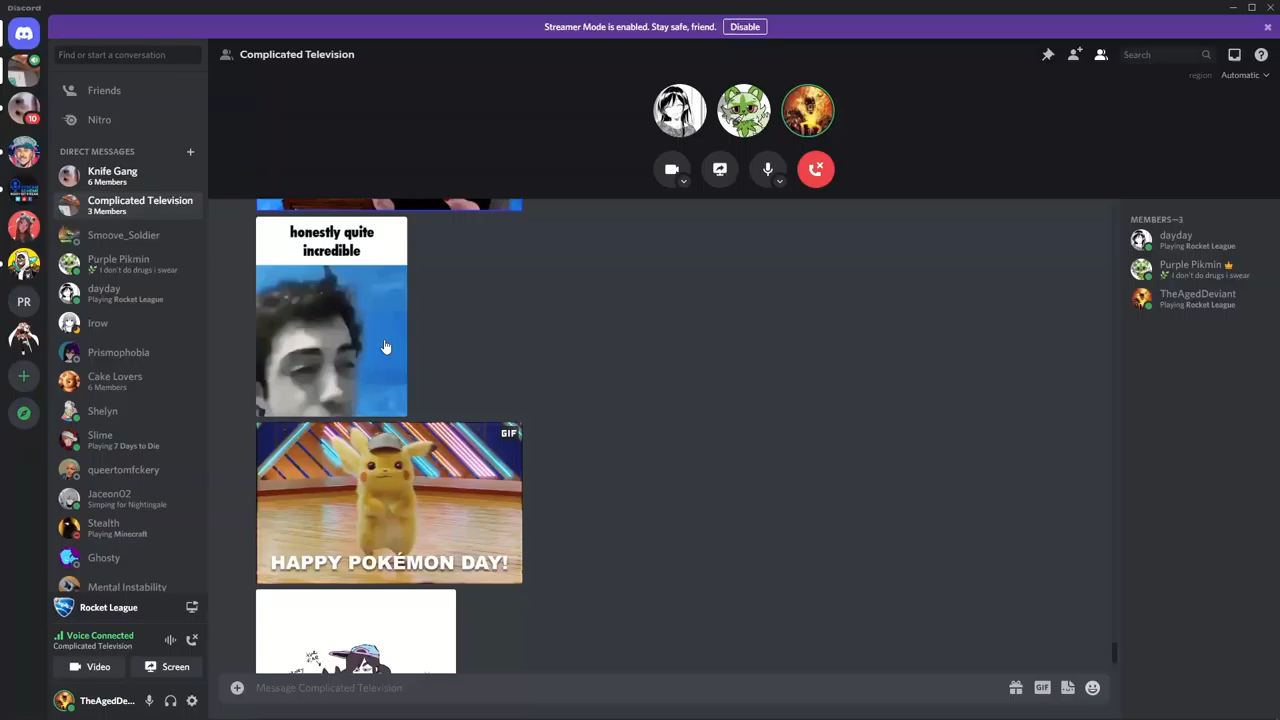 Discord
Streamer Mode is enabled. Stay safe, friend.
Disable
Find or start a conversation
Complicated Television
Search
region
Automatic
Friends
Nitro
DIRECT MESSAGES
Knife Gang
6 Members
Complicated Television
3 Members
Smoove_Soldier
Purple Pikmin
I don't do drugs i swear
dayday
Playing Rocket League
Irow
Prismophobia
Cake Lovers
6 Members
Shelyn
Slime
Playing 7 Days to Die
queertomfckery
Jaceon02
Simping for Nightingale
Stealth
Playing Minecraft
Ghosty
Mental Instability
Rocket League
Voice Connected
Complicated Television
Video
Screen
TheAgedDe...
10
PR
honestly quite
incredible
GIF
HAPPY POKÉMON DAY!
Message Complicated Television
GIF
MEMBERS—3
dayday
Playing Rocket League
Purple Pikmin
I don't do drugs i swear
TheAgedDeviant
Playing Rocket League